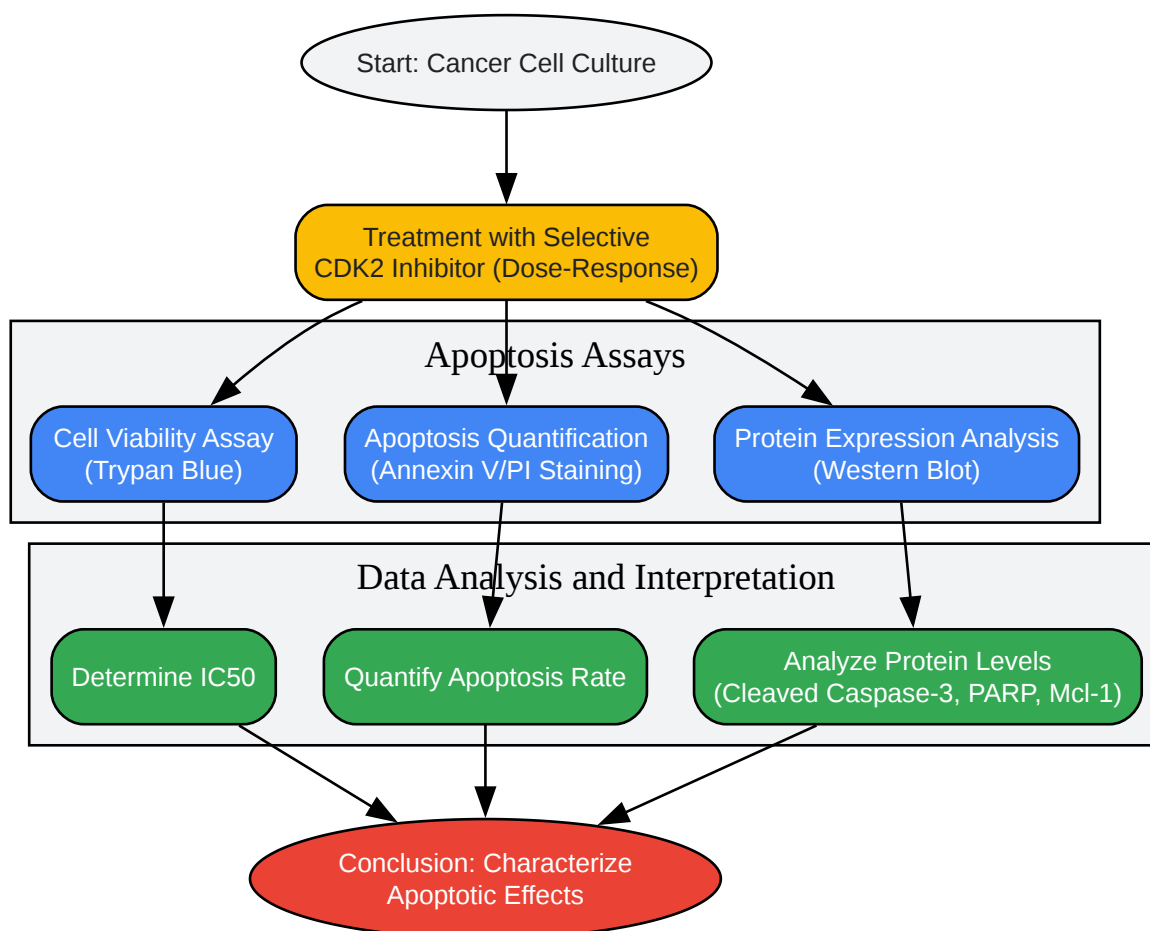 Start: Cancer Cell Culture
Treatment with Selective
CDK2 Inhibitor (Dose-Response)
Apoptosis Assays
Cell Viability Assay
(Trypan Blue)
Apoptosis Quantification
(Annexin V/PI Staining)
Protein Expression Analysis
(Western Blot)
Data Analysis and Interpretation
Determine IC50
Quantify Apoptosis Rate
Analyze Protein Levels
(Cleaved Caspase-3, PARP, Mcl-1)
Conclusion: Characterize
Apoptotic Effects